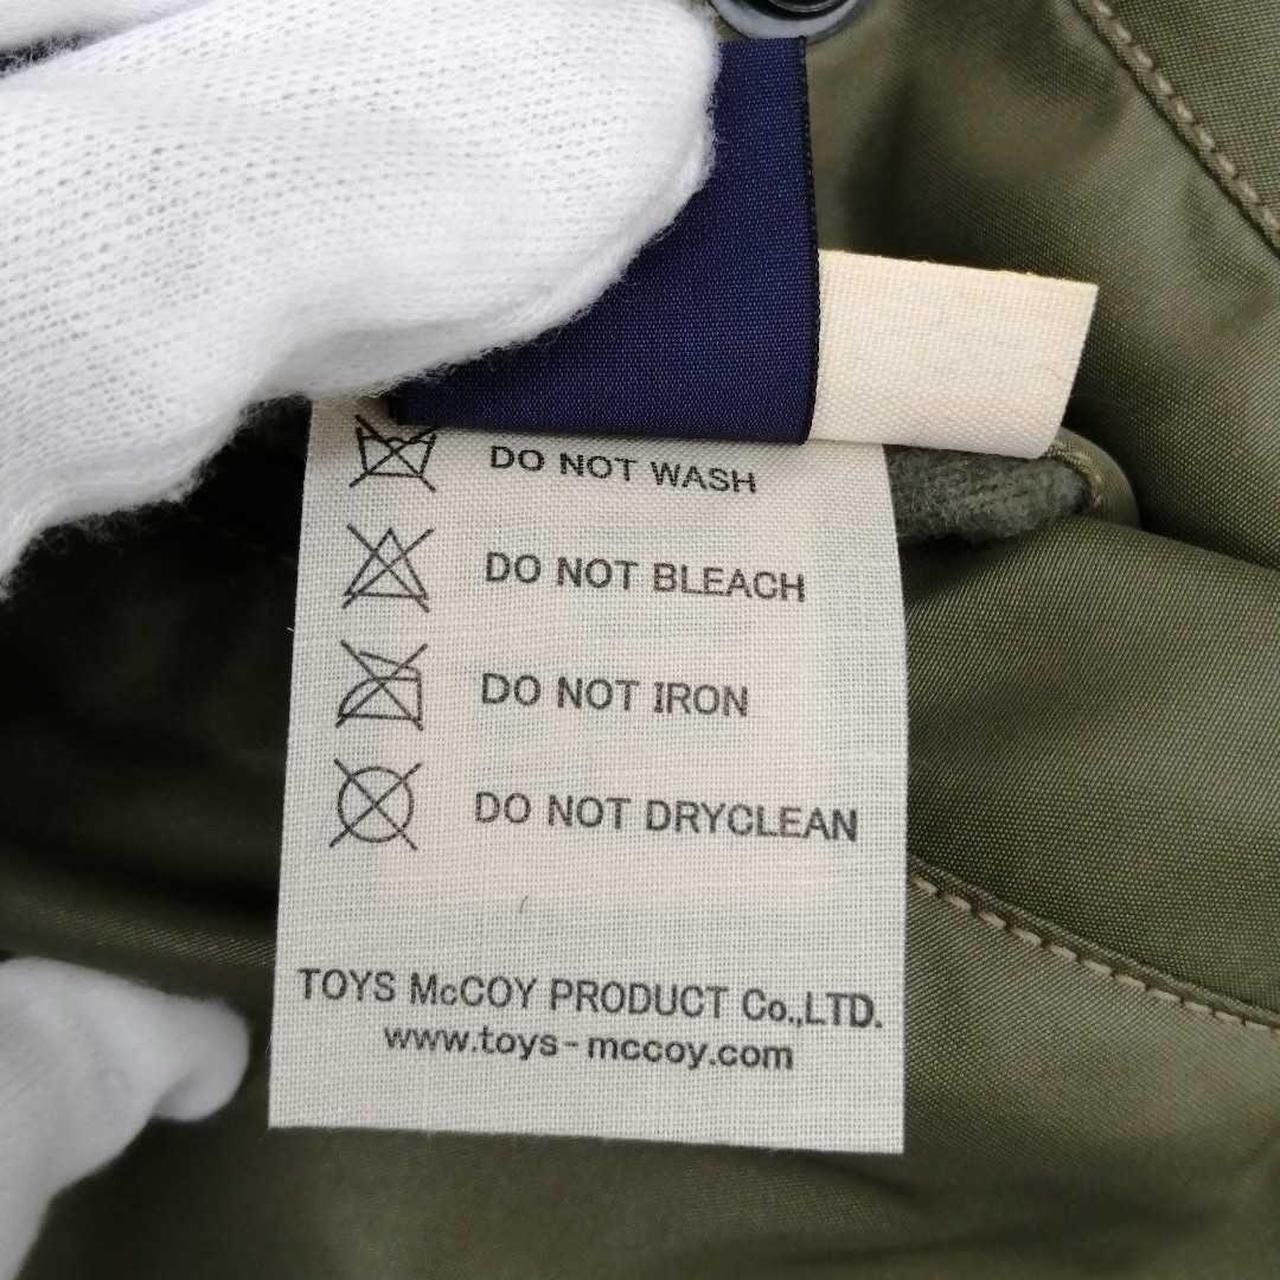 DO NOT WASH
DO NOT BLEACH
DO NOT IRON
DO NOT DRYCLEAN
TOYS McCOY PRODUCT Co.,LTD.
www.toys-mccoy.com